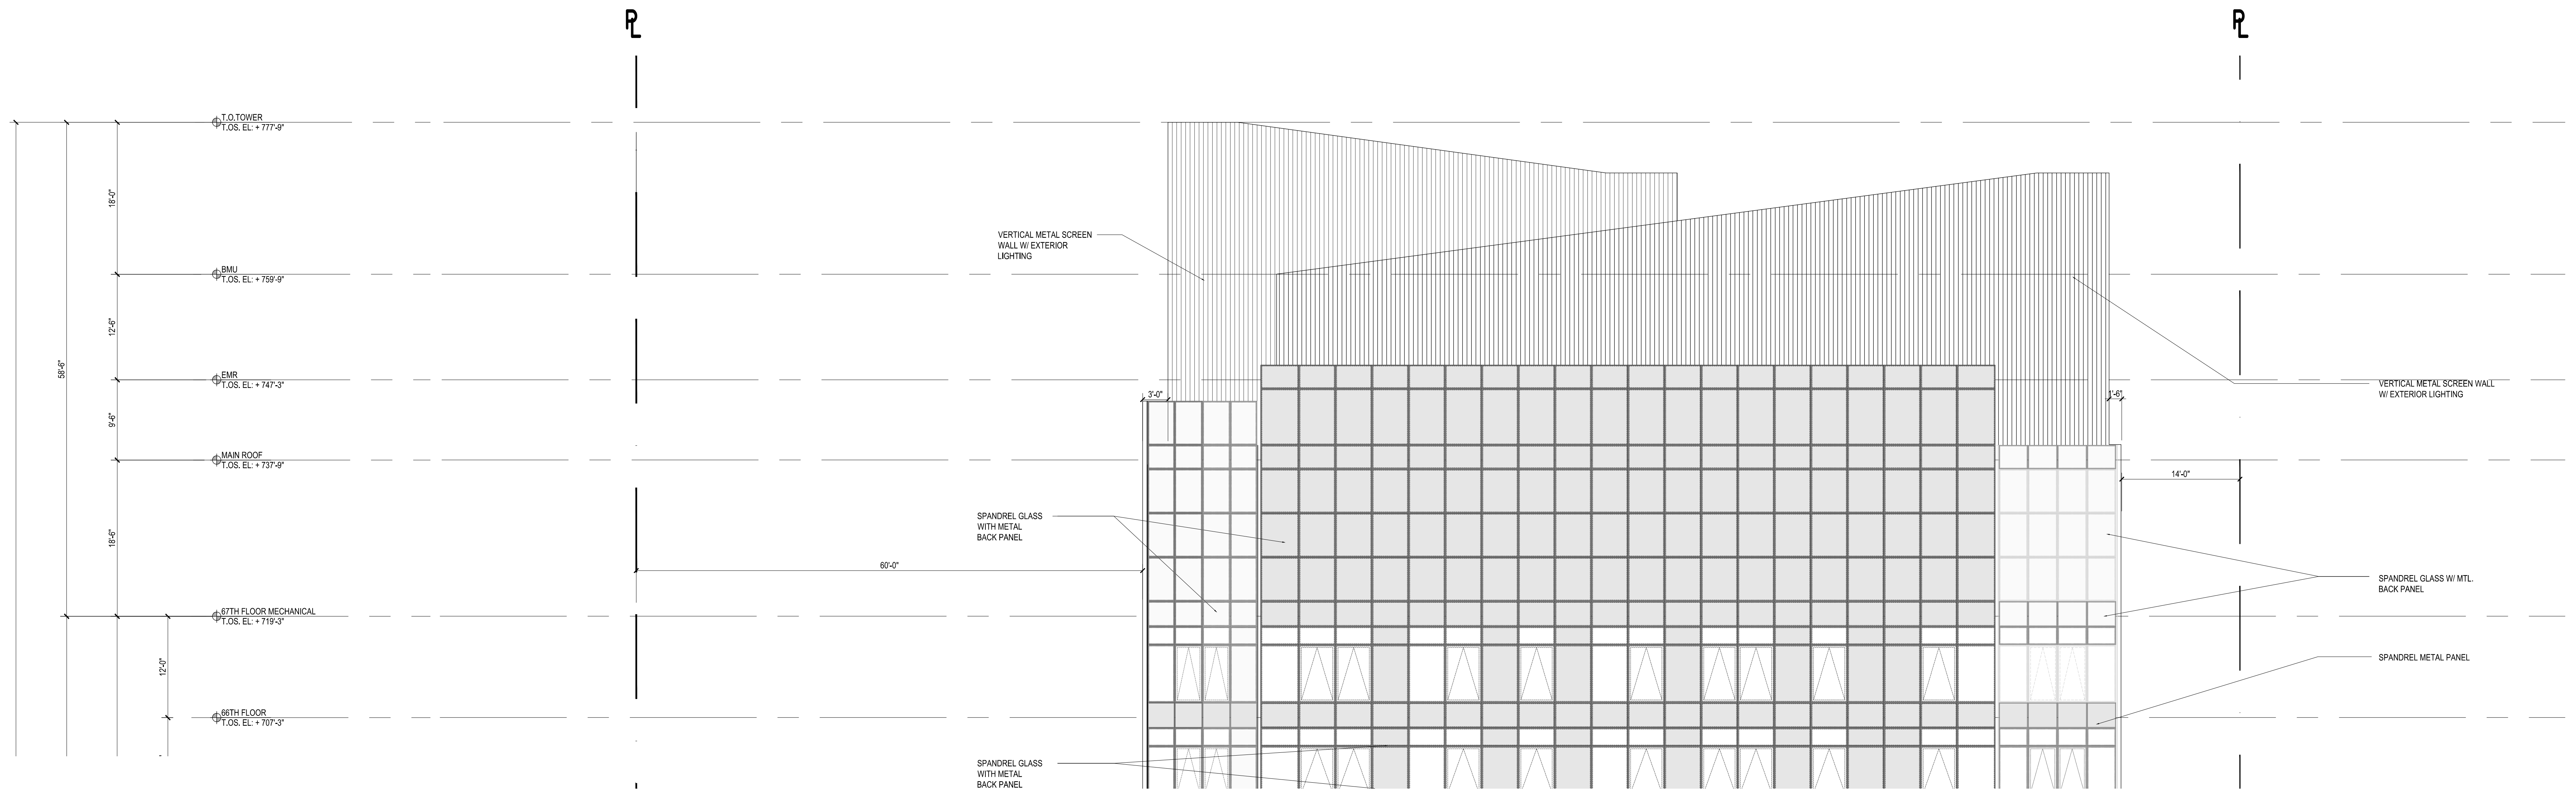 PL
PL
T.O.TOWER
T.OS. EL: + 777'-9"
18'-0"
VERTICAL METAL SCREEN
WALL W/ EXTERIOR
LIGHTING
BMU
T.OS. EL: + 759'-9"
12'-6"
58'-6"
EMR
T.OS. EL: + 747'-3"
VERTICAL METAL SCREEN WALL
W/ EXTERIOR LIGHTING
3'-0"
1'-6"
9'-6"
MAIN ROOF
T.OS. EL: + 737'-9"
14'-0"
SPANDREL GLASS
WITH METAL
BACK PANEL
18'-6"
60'-0"
SPANDREL GLASS W/ MTL.
BACK PANEL
67TH FLOOR MECHANICAL
T.OS. EL: + 719'-3"
12'-0"
SPANDREL METAL PANEL
66TH FLOOR
T.OS. EL: + 707'-3"
SPANDREL GLASS
WITH METAL
BACK PANEL